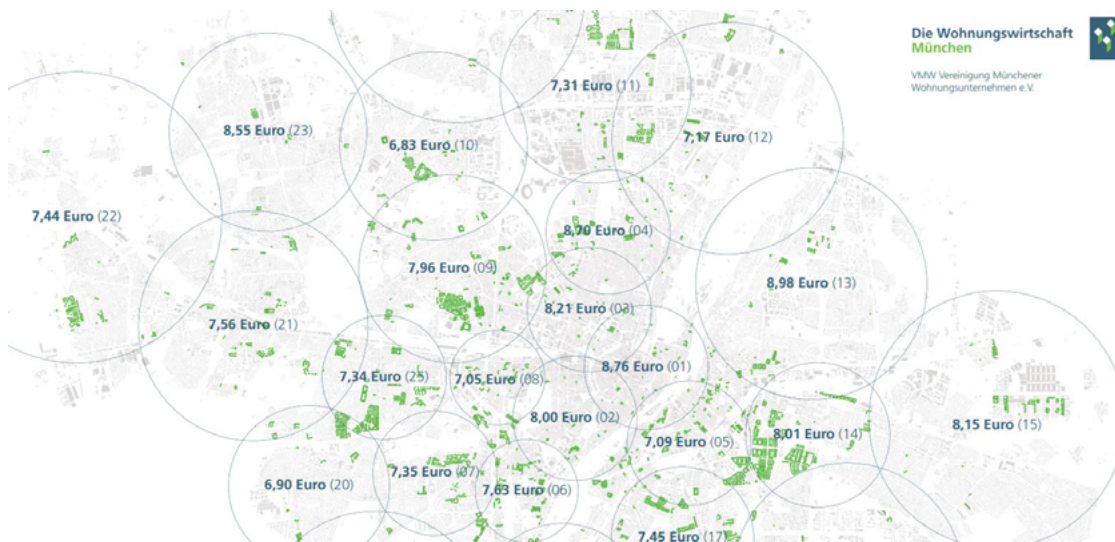 Die Wohnungswirtschaft
München
VMW Vereinigung Münchener
Wohnungsunternehmen e.V.
7,31 Euro (11)
8,55 Euro (23)
7,17 Euro (12)
6,83 Euro (10)
7,44 Euro (22)
8,70 Euro (04)
7,96 Euro (09)
8,98 Euro (13)
8,21 Euro (03)
7,56 Euro (21)
8,76 Euro (01)
7,34 Euro (25)
7,05 Euro (08)
8,00 Euro (02)
8,15 Euro (15)
8,01 Euro (14)
7,09 Euro (05)
7,35 Euro (07)
6,90 Euro (20)
7,63 Euro (06)
7,45 Euro (17)